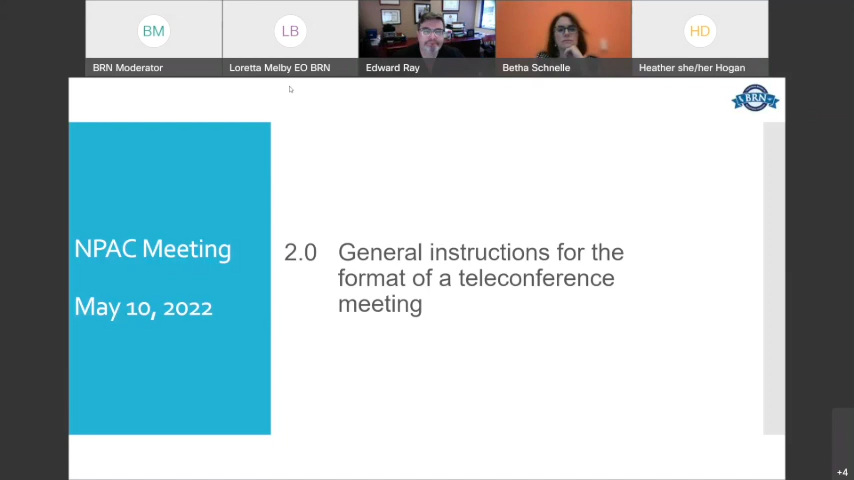 BM
LB
HD
BRN Moderator
Loretta Melby EO BRN
Edward Ray
Betha Schnelle
Heather she/her Hogan
BRN
NPAC Meeting
May 10, 2022
2.0 General instructions for the
format of a teleconference
meeting
+4